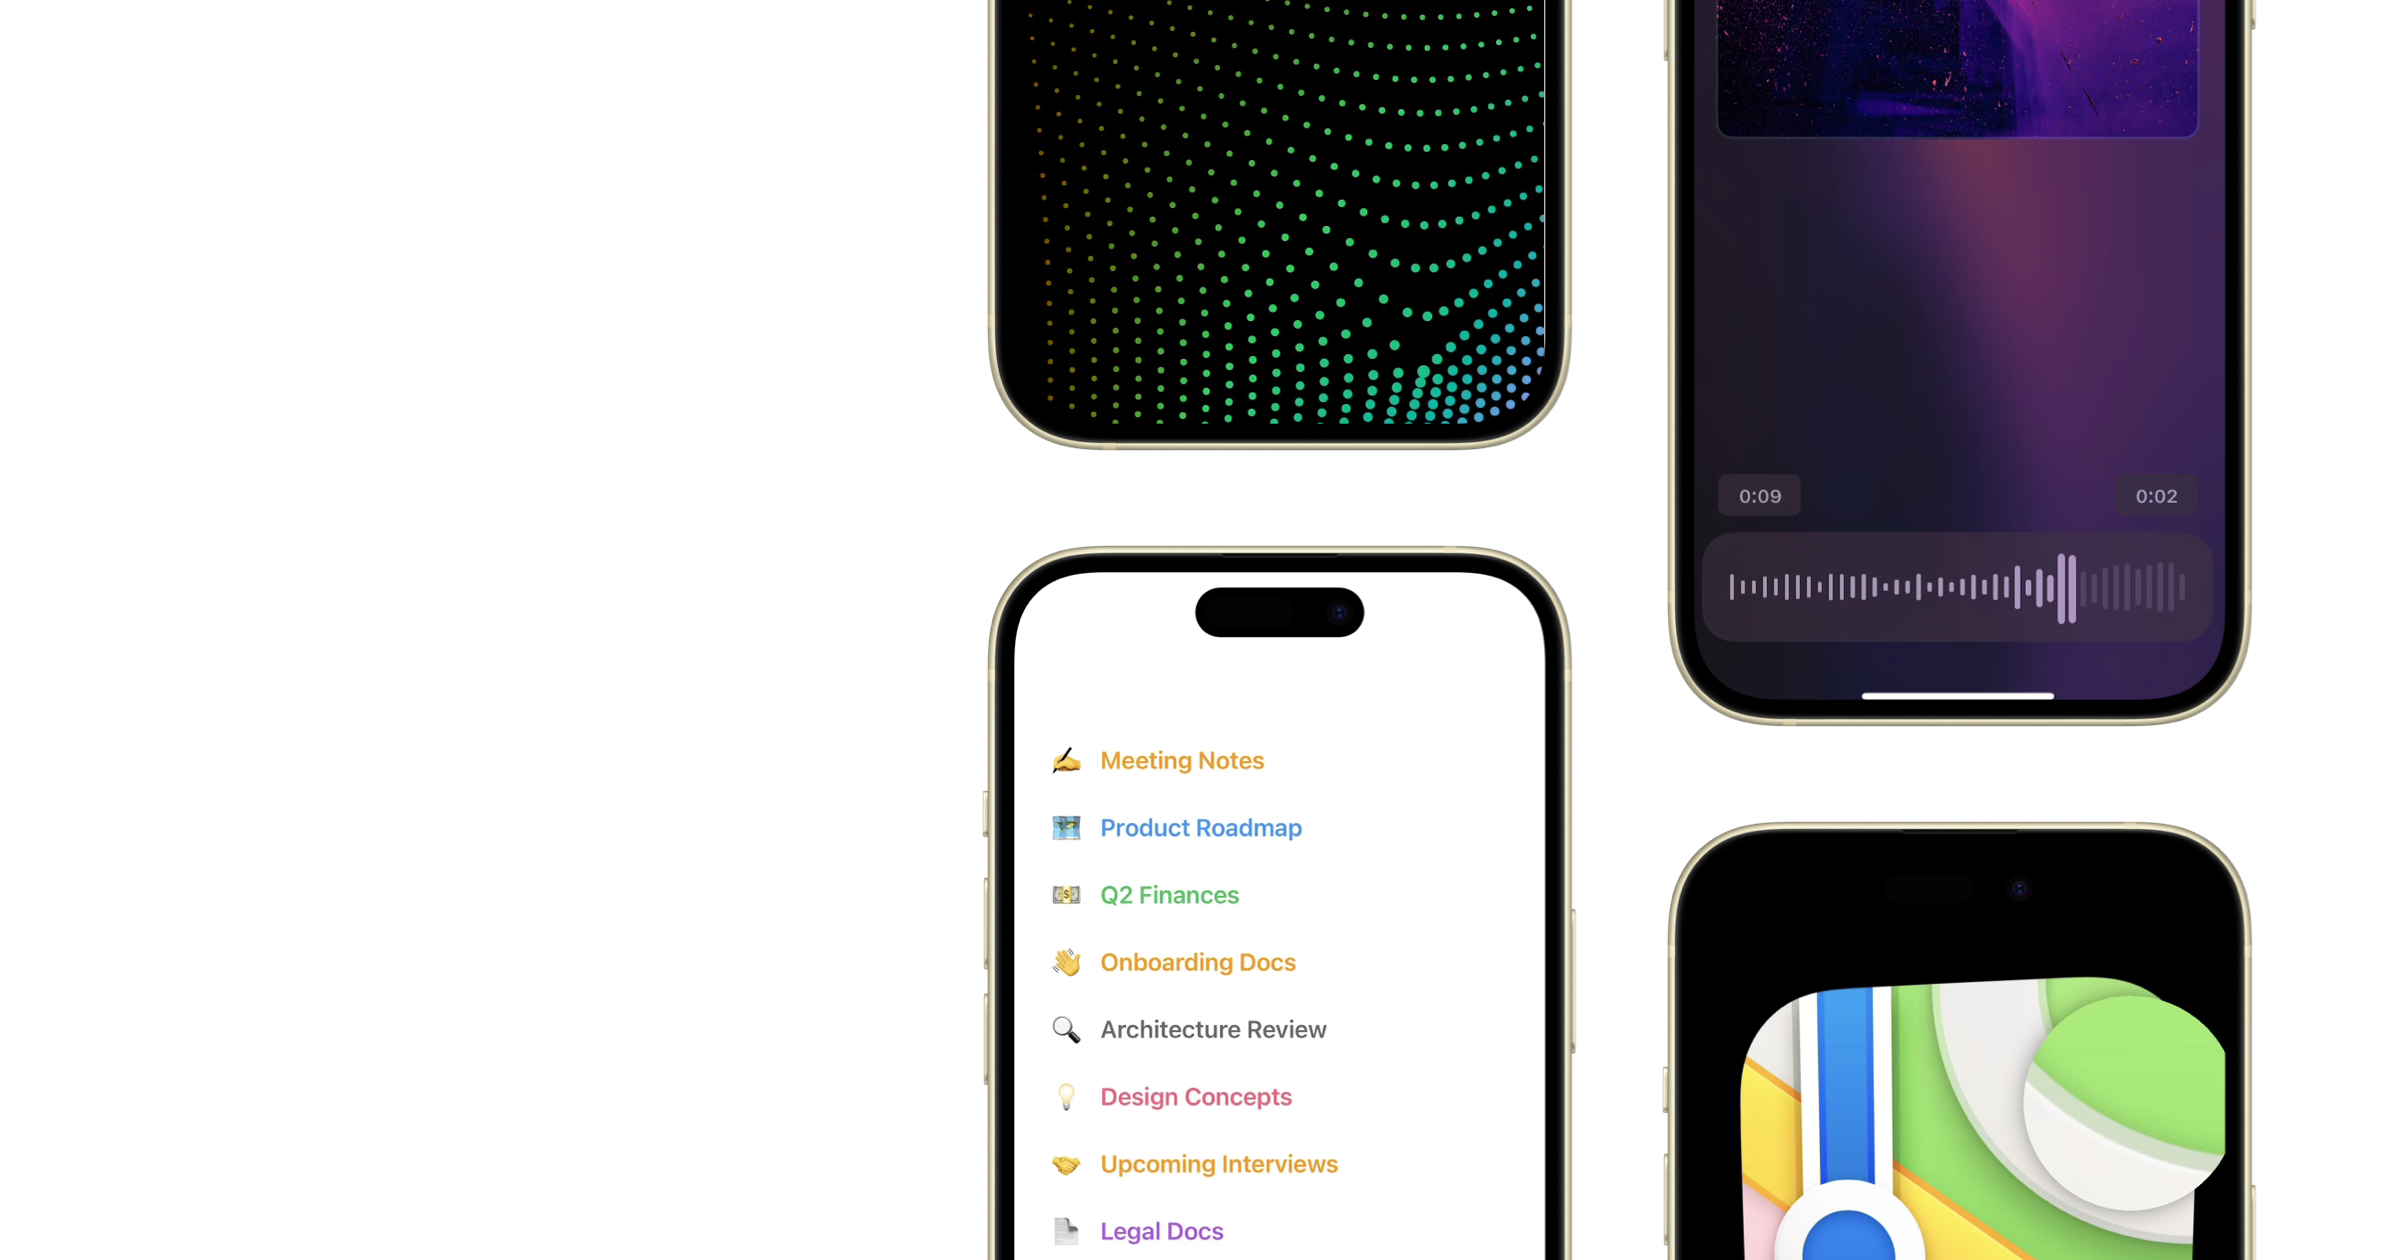 0:09
0:02
Meeting Notes
Product Roadmap
Q2 Finances
Onboarding Docs
Architecture Review
Design Concepts
Upcoming Interviews
Legal Docs